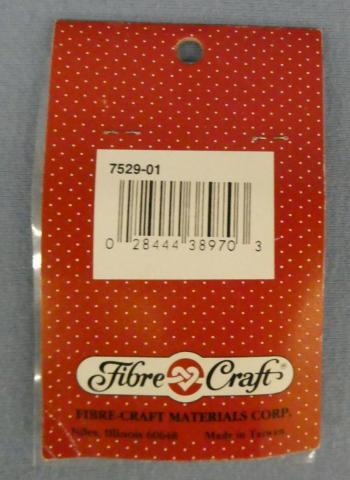 7529-01
0 28444 38970 3
Fibre Craft®
FIBRE-CRAFT MATERIALS CORP.
Niles, Illinois 60648 Made in Taiwan